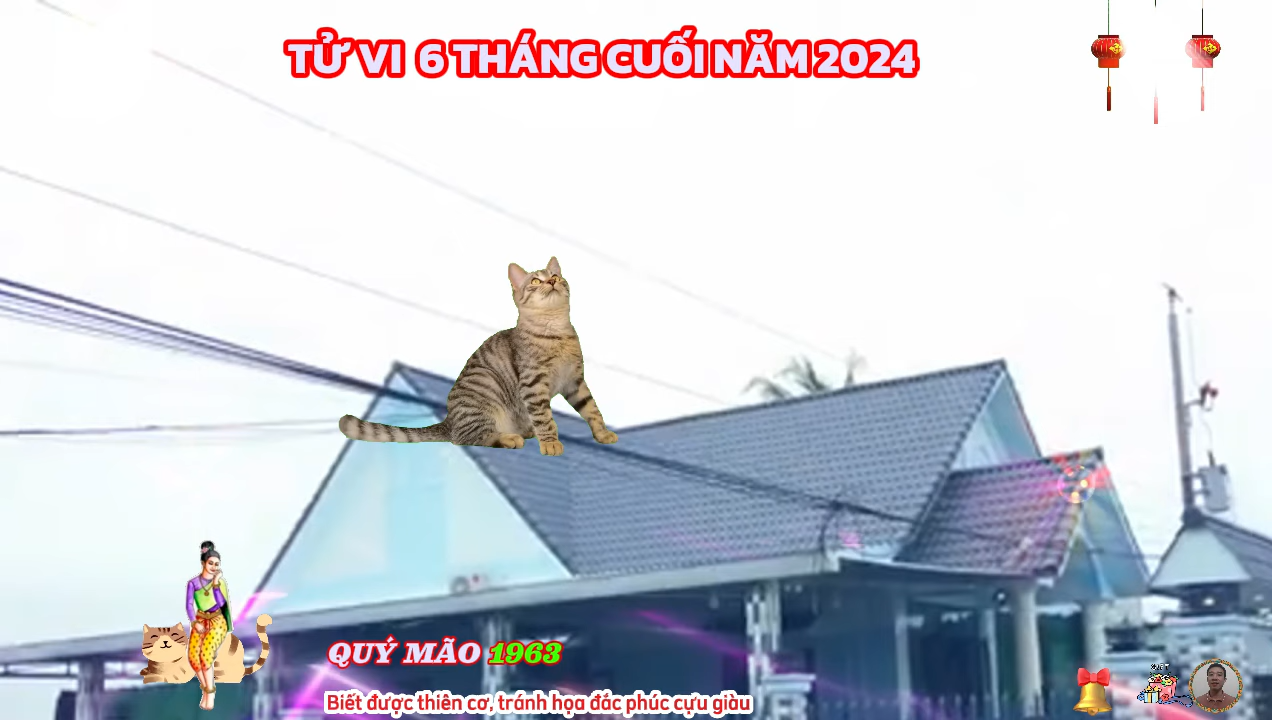 TỬ VI 6 THÁNG CUỐI NĂM 2024
QUÝ MÃO 1963
Biết được thiên cơ, tránh họa đắc phúc cựu giàu